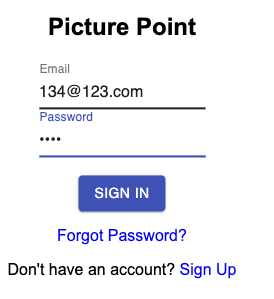 Picture Point
Email
134@123.com
Password
••••
SIGN IN
Forgot Password?
Don't have an account? Sign Up